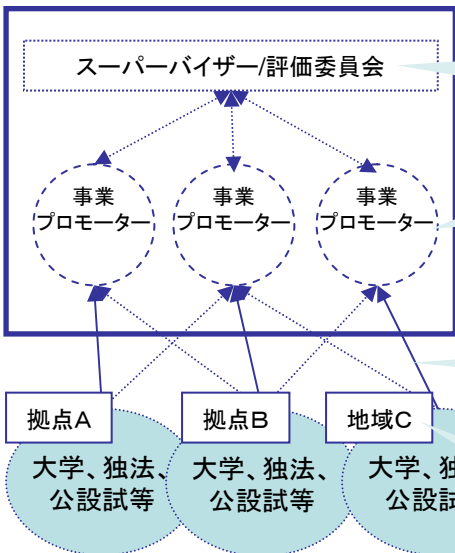 スーパーバイザー/評価委員会
事業
プロモーター
事業
プロモーター
事業
プロモーター
拠点A
拠点B
地域C
大学、独法、
公設試等
大学、独法、
公設試等
大学、独
公設試